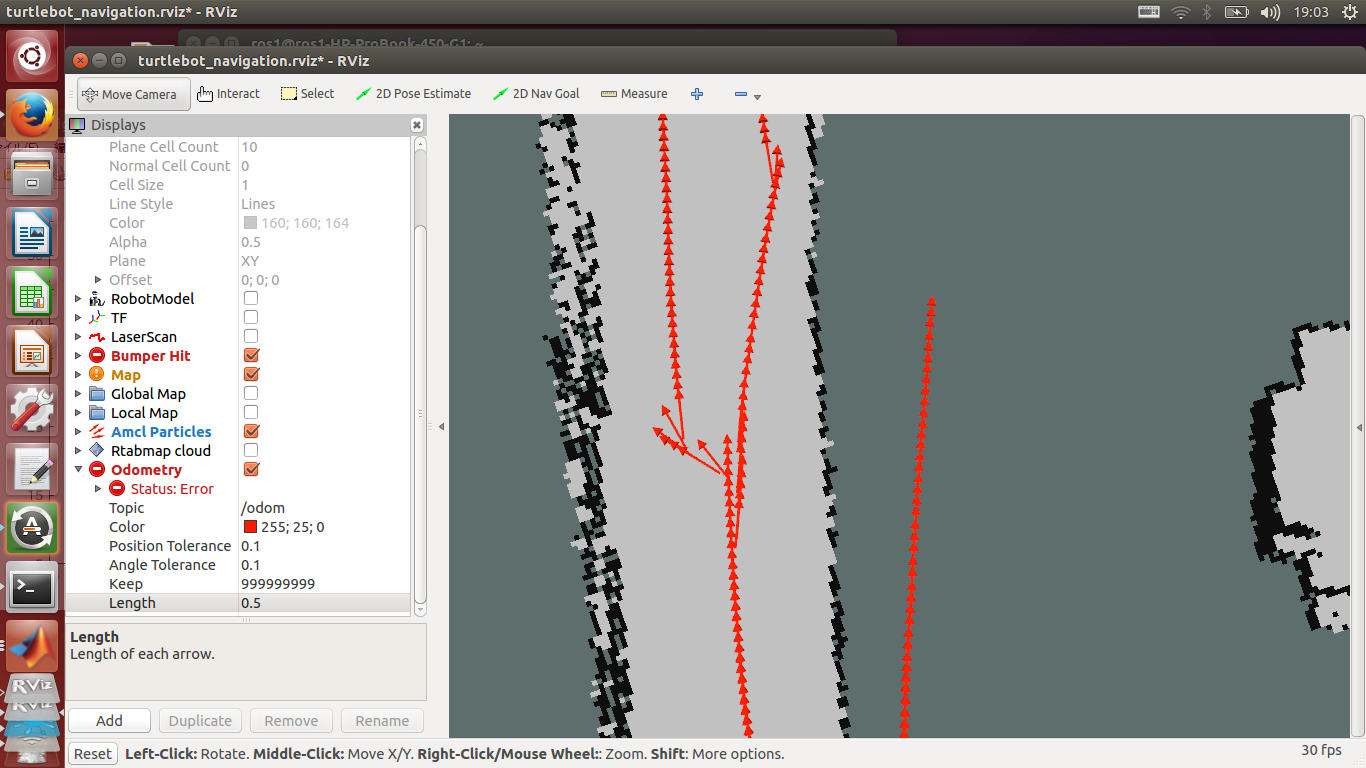 turtlebot_navigation.rviz* - RViz
19:03
ros1@ros1-HP-ProBook-450-G1: ~
turtlebot_navigation.rviz* - RViz
Move Camera Interact Select 2D Pose Estimate 2D Nav Goal Measure
Displays
Plane Cell Count 10
Normal Cell Count 0
Cell Size 1
Line Style Lines
Color 160; 160; 164
Alpha 0.5
Plane XY
Offset 0; 0; 0
RobotModel
TF
LaserScan
Bumper Hit
Map
Global Map
Local Map
Amcl Particles
Rtabmap cloud
Odometry
Status: Error
Topic /odom
Color 255; 25; 0
Position Tolerance 0.1
Angle Tolerance 0.1
Keep 999999999
Length 0.5
Length
Length of each arrow.
Add Duplicate Remove Rename
Reset Left-Click: Rotate. Middle-Click: Move X/Y. Right-Click/Mouse Wheel:: Zoom. Shift: More options. 30 fps
RViz
RViz